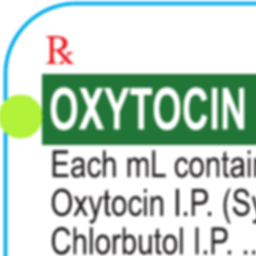 ℞
OXYTOCIN
Each mL contai
Oxytocin I.P. (Sy
Chlorbutol I.P. ..